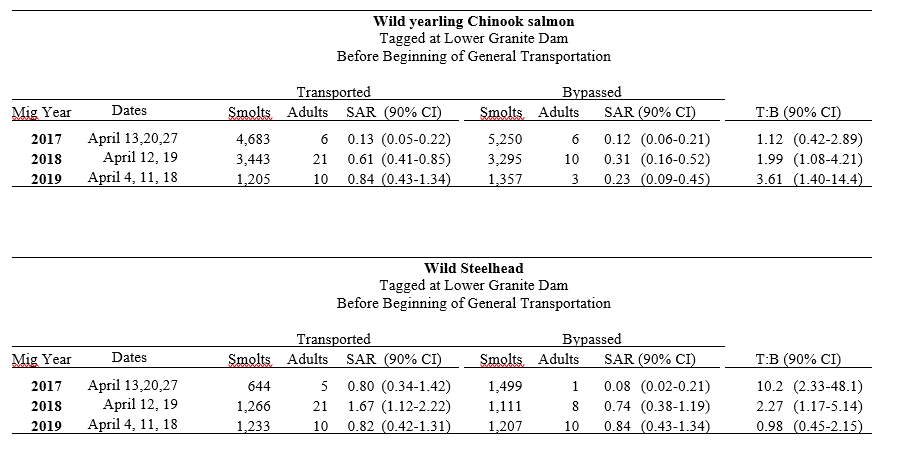 Wild yearling Chinook salmon
Tagged at Lower Granite Dam
Before Beginning of General Transportation
Transported Bypassed
Mig Year Dates Smolts Adults SAR (90% CI) Smolts Adults SAR (90% CI) T:B (90% CI)
2017 April 13,20,27 4,683 6 0.13 (0.05-0.22) 5,250 6 0.12 (0.06-0.21) 1.12 (0.42-2.89)
2018 April 12, 19 3,443 21 0.61 (0.41-0.85) 3,295 10 0.31 (0.16-0.52) 1.99 (1.08-4.21)
2019 April 4, 11, 18 1,205 10 0.84 (0.43-1.34) 1,357 3 0.23 (0.09-0.45) 3.61 (1.40-14.4)
Wild Steelhead
Tagged at Lower Granite Dam
Before Beginning of General Transportation
Transported Bypassed
Mig Year Dates Smolts Adults SAR (90% CI) Smolts Adults SAR (90% CI) T:B (90% CI)
2017 April 13,20,27 644 5 0.80 (0.34-1.42) 1,499 1 0.08 (0.02-0.21) 10.2 (2.33-48.1)
2018 April 12, 19 1,266 21 1.67 (1.12-2.22) 1,111 8 0.74 (0.38-1.19) 2.27 (1.17-5.14)
2019 April 4, 11, 18 1,233 10 0.82 (0.42-1.31) 1,207 10 0.84 (0.43-1.34) 0.98 (0.45-2.15)